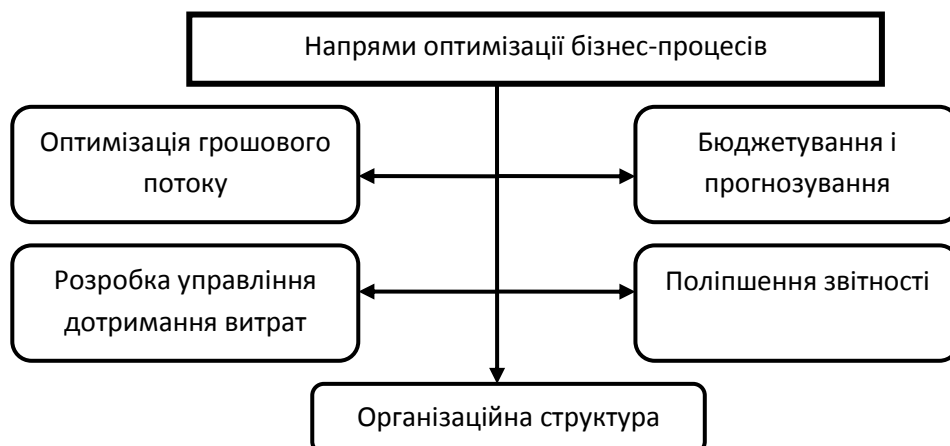 Напрями оптимізації бізнес-процесів
Оптимізація грошового
потоку
Бюджетування і
прогнозування
Розробка управління
дотримання витрат
Поліпшення звітності
Організаційна структура